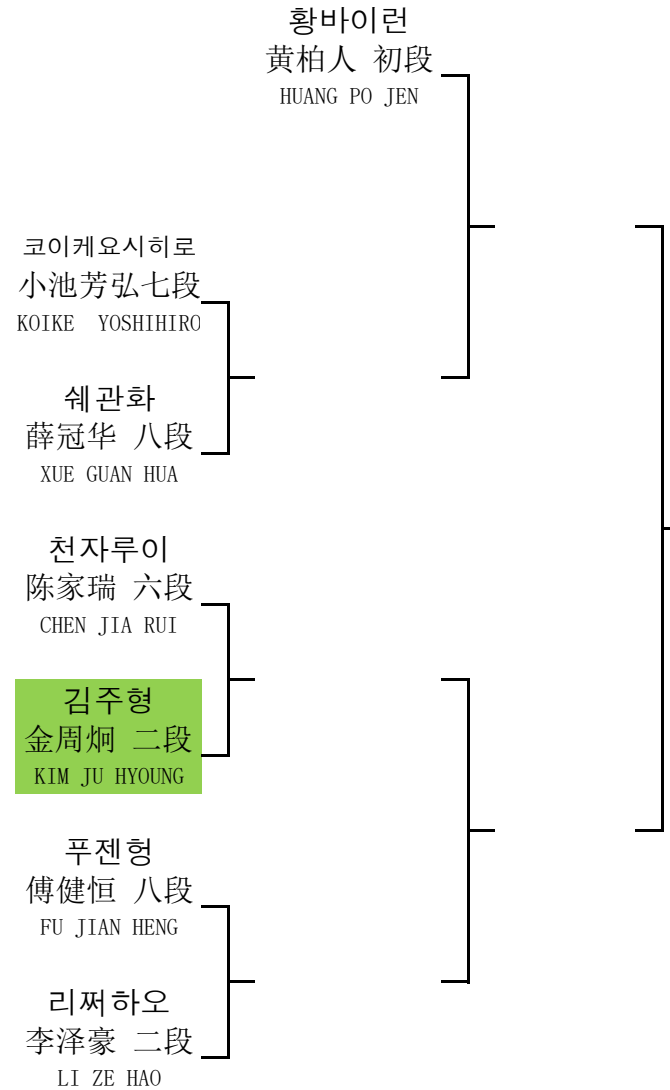 황바이런
黄柏人 初段
HUANG PO JEN
코이케요시히로
小池芳弘七段
KOIKE YOSHIHIRO
쉐관화
薛冠华 八段
XUE GUAN HUA
천자루이
陈家瑞 六段
CHEN JIA RUI
김주형
金周炯 二段
KIM JU HYOUNG
푸젠헝
傅健恒 八段
FU JIAN HENG
리쩌하오
李泽豪 二段
LI ZE HAO